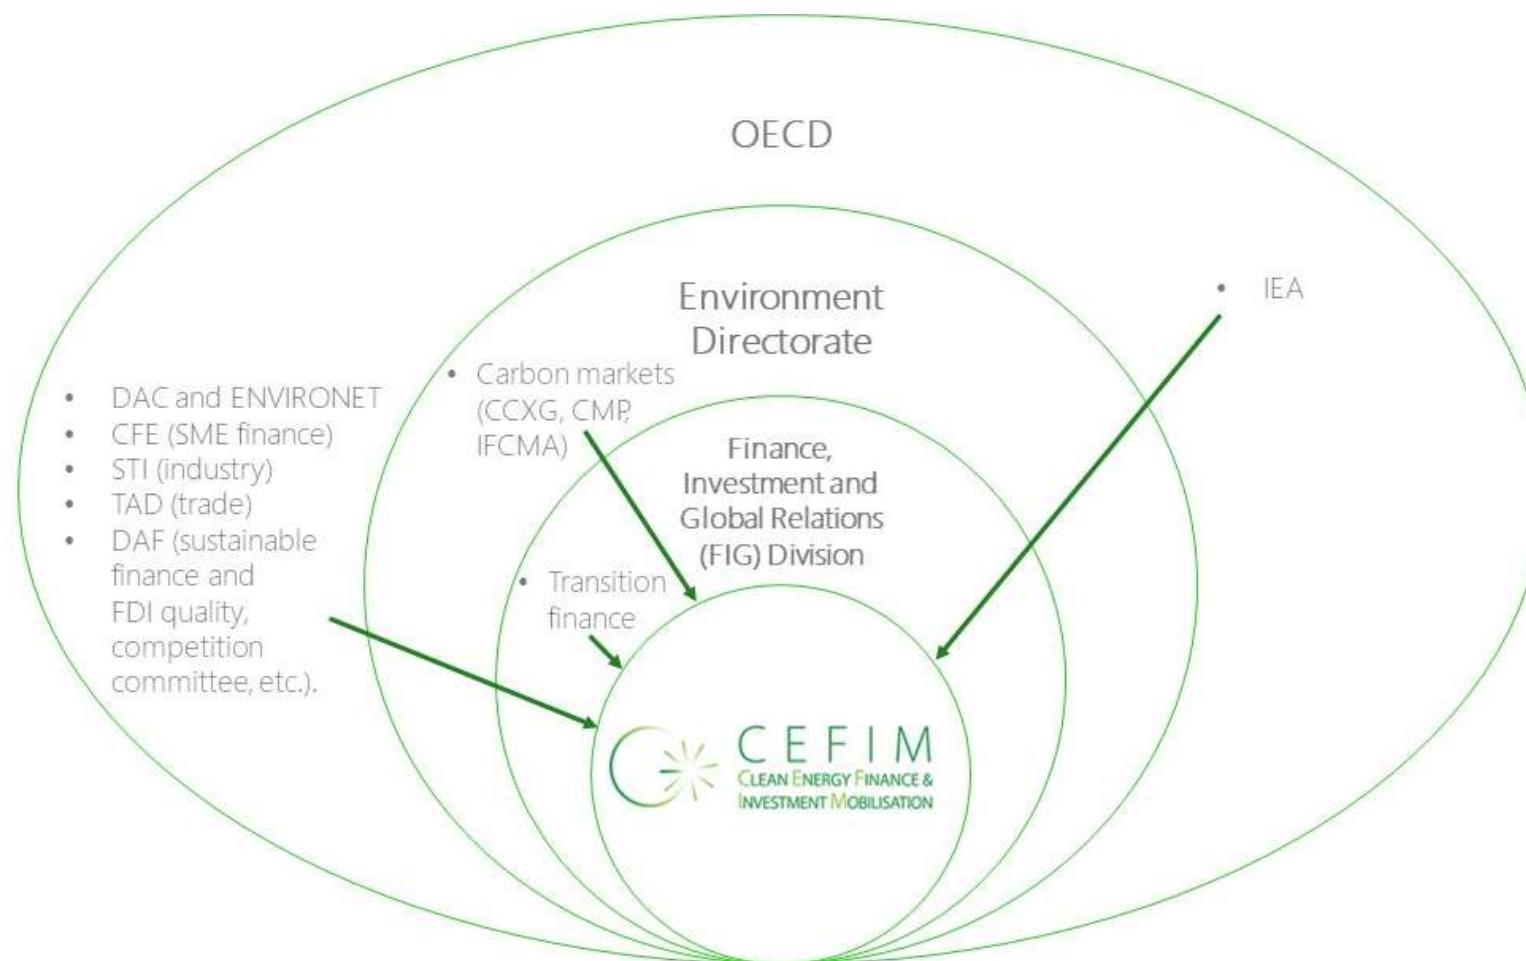 OECD
Environment
Directorate
• IEA
• Carbon markets
(CCXG, CMP,
IFCMA)
• DAC and ENVIRONET
• CFE (SME finance)
• STI (industry)
• TAD (trade)
• DAF (sustainable
finance and
FDI quality,
competition
committee, etc.).
Finance,
Investment and
Global Relations
(FIG) Division
• Transition
finance
CEFIM
CLEAN ENERGY FINANCE &
INVESTMENT MOBILISATION